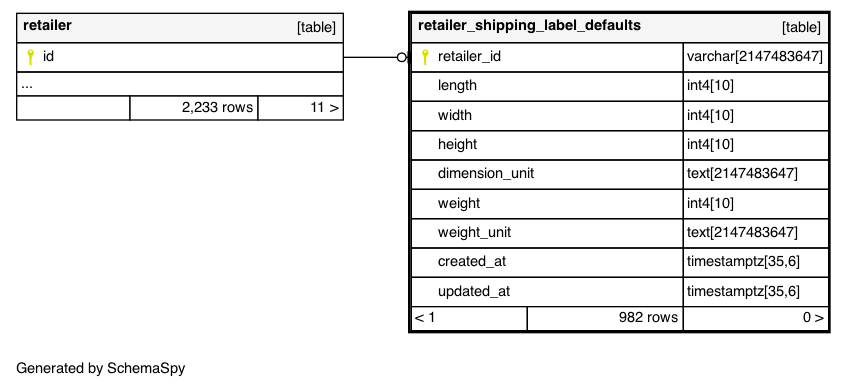 retailer [table]
id
...
2,233 rows 11 >
retailer_shipping_label_defaults [table]
retailer_id varchar[2147483647]
length int4[10]
width int4[10]
height int4[10]
dimension_unit text[2147483647]
weight int4[10]
weight_unit text[2147483647]
created_at timestamptz[35,6]
updated_at timestamptz[35,6]
< 1 982 rows 0 >
Generated by SchemaSpy